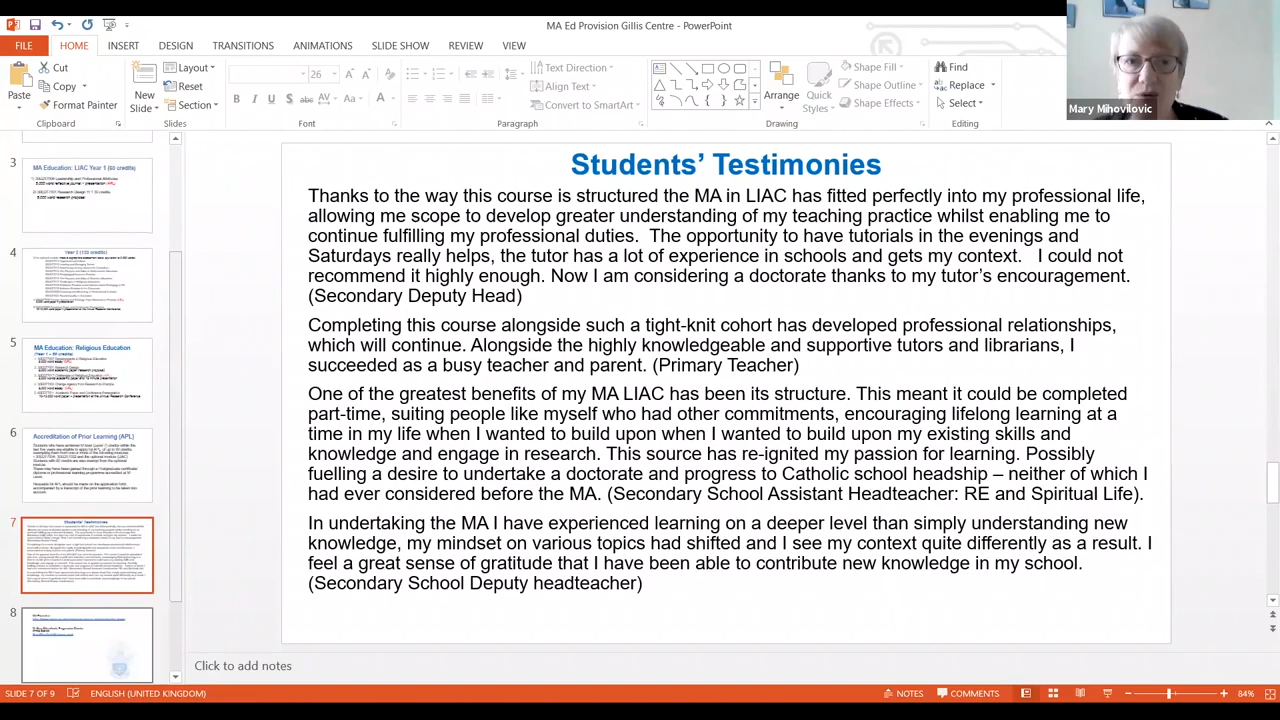 MA Ed Provision Gillis Centre - PowerPoint
FILE HOME INSERT DESIGN TRANSITIONS ANIMATIONS SLIDE SHOW REVIEW VIEW
Paste
Cut
Copy
Format Painter
Clipboard
New
Slide
Layout
Reset
Section
Slides
26
Font
Paragraph
Text Direction
Align Text
Convert to SmartArt
Arrange
Quick
Styles
Shape Fill
Shape Outline
Shape Effects
Drawing
Find
Replace
Select
Editing
Mary Mihovilovic
3
MA Education: LIAC Year 1 (60 credits)
4
5
MA Education: Religious Education
6
Accreditation of Prior Learning (APL)
7
Students' Testimonies
8
Students’ Testimonies
Thanks to the way this course is structured the MA in LIAC has fitted perfectly into my professional life,
allowing me scope to develop greater understanding of my teaching practice whilst enabling me to
continue fulfilling my professional duties. The opportunity to have tutorials in the evenings and
Saturdays really helped, the tutor has a lot of experience in schools and gets the context. I could not
recommend it highly enough. Now I am considering a doctorate thanks to my tutor’s encouragement.
(Secondary Deputy Head)
Completing this course alongside such a tight-knit cohort has developed professional relationships,
which will continue. Along with the highly knowledgeable and supportive tutors and librarians, I
succeeded as a busy teacher and parent. (Primary Teacher)
One of the greatest benefits of my MA LIAC has been its structure. This meant it could be completed
part-time, suiting people like myself who had other commitments, encouraging lifelong learning at a
time in my life when I wanted to build upon when I wanted to build upon my existing skills and
knowledge and engage in research. This source has re-ignited my passion for learning. Possibly
fuelling a desire to undertake a doctorate and progress to Catholic school headship – neither of which I
had ever considered before the MA. (Secondary School Assistant Headteacher: RE and Spiritual Life).
In undertaking the MA I have experienced learning on a deeper level than simply understanding new
knowledge, my mindset on various topics had shifted and I see my context quite differently as a result. I
feel a great sense of pride that I have been able to contribute new knowledge in my school.
(Secondary School Deputy headteacher)
Click to add notes
SLIDE 7 OF 9 ENGLISH (UNITED KINGDOM) NOTES COMMENTS 84%